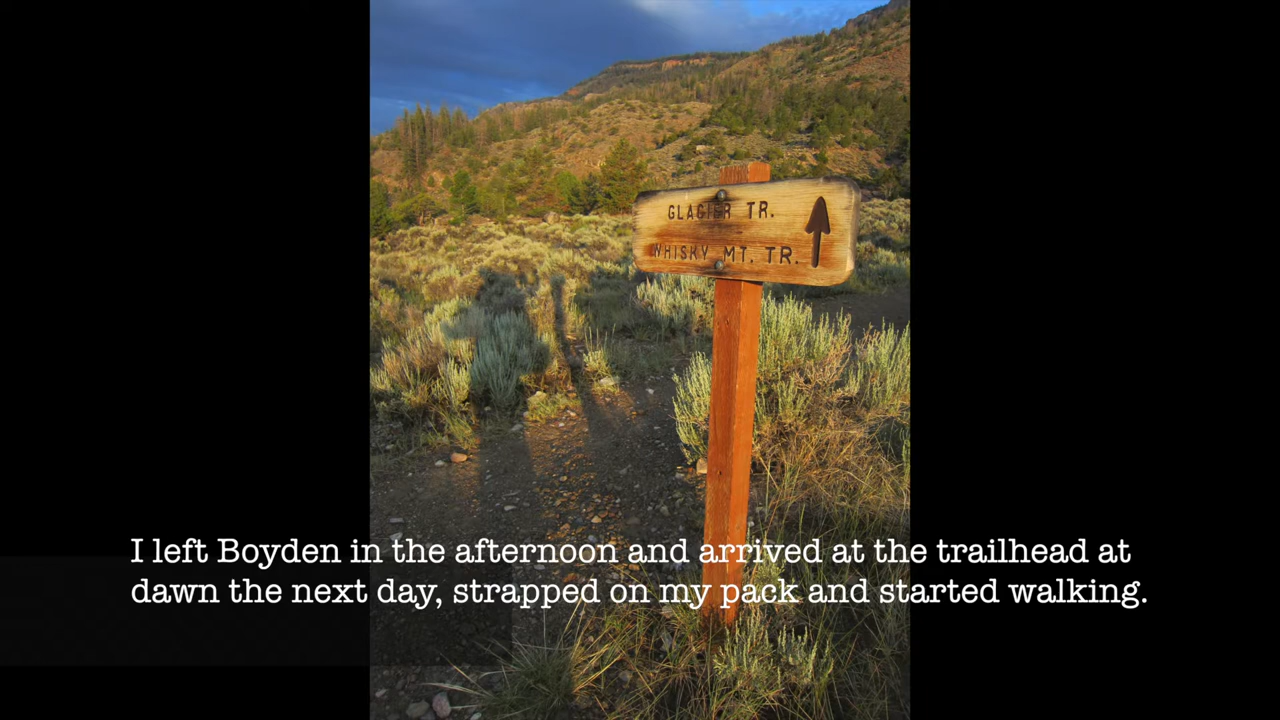 GLACIER TR.
WHISKY MT. TR.
I left Boyden in the afternoon and arrived at the trailhead at
dawn the next day, strapped on my pack and started walking.